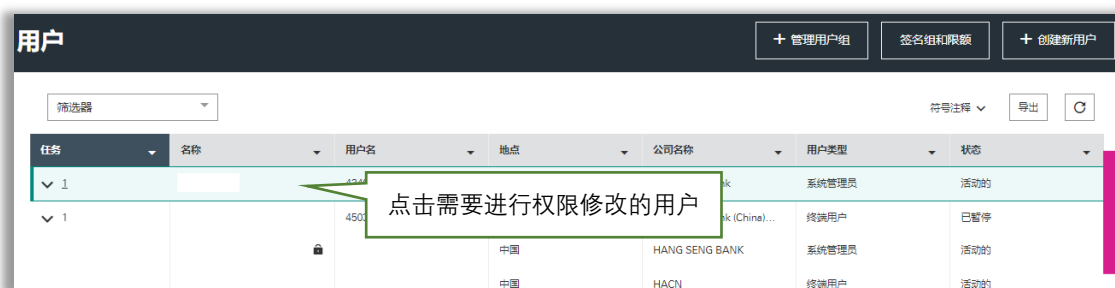 用户
+ 管理用户组
签名组和限额
+ 创建新用户
筛选器
符号注释
导出
任务 名称 用户名 地点 公司名称 用户类型 状态
1 系统管理员 活动的
点击需要进行权限修改的用户
1 4503 nk (China)... 终端用户 已暂停
中国 HANG SENG BANK 系统管理员 活动的
中国 HACN 终端用户 活动的